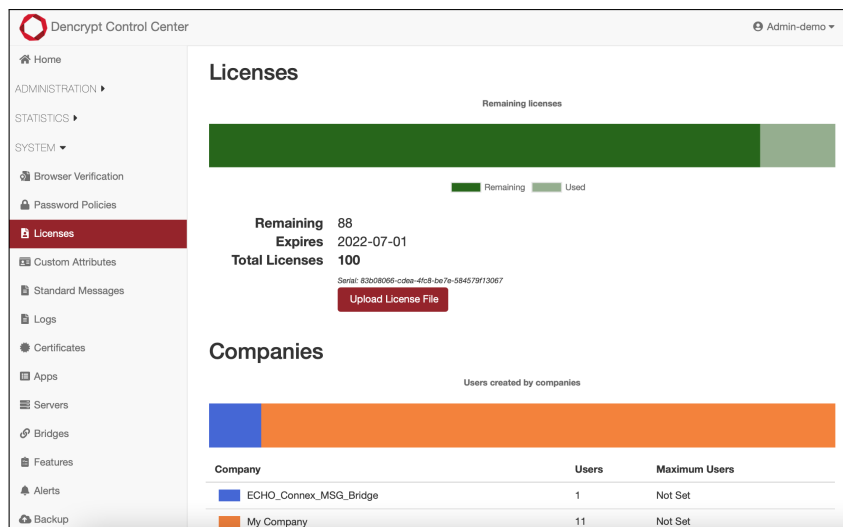 Dencrypt Control Center
Admin-demo
Home
ADMINISTRATION
STATISTICS
SYSTEM
Browser Verification
Password Policies
Licenses
Custom Attributes
Standard Messages
Logs
Certificates
Apps
Servers
Bridges
Features
Alerts
Backup
Licenses
Remaining licenses
Remaining Used
Remaining 88
Expires 2022-07-01
Total Licenses 100
Serial: 83b08066-cdea-4fc8-be7e-584579f13067
Upload License File
Companies
Users created by companies
Company Users Maximum Users
ECHO_Connex_MSG_Bridge 1 Not Set
My Company 11 Not Set